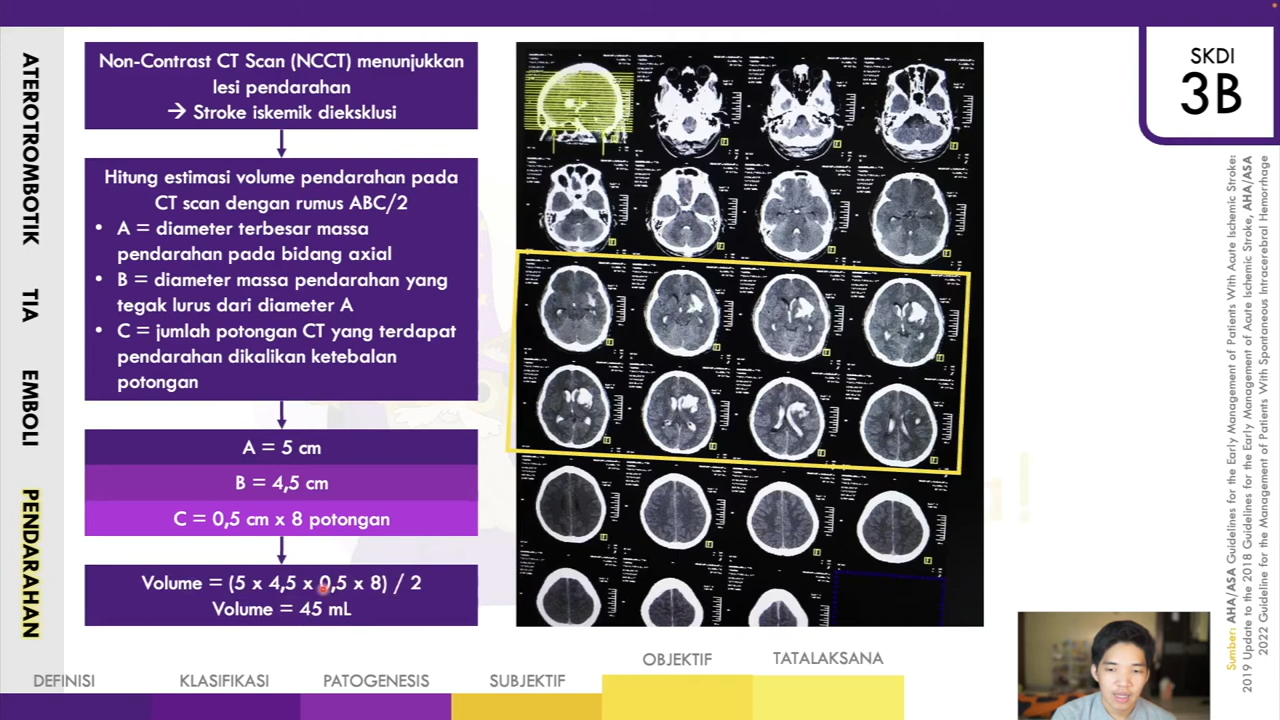 ATEROTROMBOTIK
TIA
EMBOLI
PENDARAHAN
Non-Contrast CT Scan (NCCT) menunjukkan
lesi pendarahan
→ Stroke iskemik dieksklusi
Hitung estimasi volume pendarahan pada
CT scan dengan rumus ABC/2
• A = diameter terbesar massa
pendarahan pada bidang axial
• B = diameter massa pendarahan yang
tegak lurus dari diameter A
• C = jumlah potongan CT yang terdapat
pendarahan dikalikan ketebalan
potongan
A = 5 cm
B = 4,5 cm
C = 0,5 cm x 8 potongan
Volume = (5 x 4,5 x 0,5 x 8) / 2
Volume = 45 mL
SKDI
3B
Sumber: AHA/ASA Guidelines for the Early Management of Patients With Acute Ischemic Stroke:
2019 Update to the 2018 Guidelines for the Early Management of Acute Ischemic Stroke, AHA/ASA
2022 Guideline for the Management of Patients With Spontaneous Intracerebral Hemorrhage
DEFINISI
KLASIFIKASI
PATOGENESIS
SUBJEKTIF
OBJEKTIF
TATALAKSANA